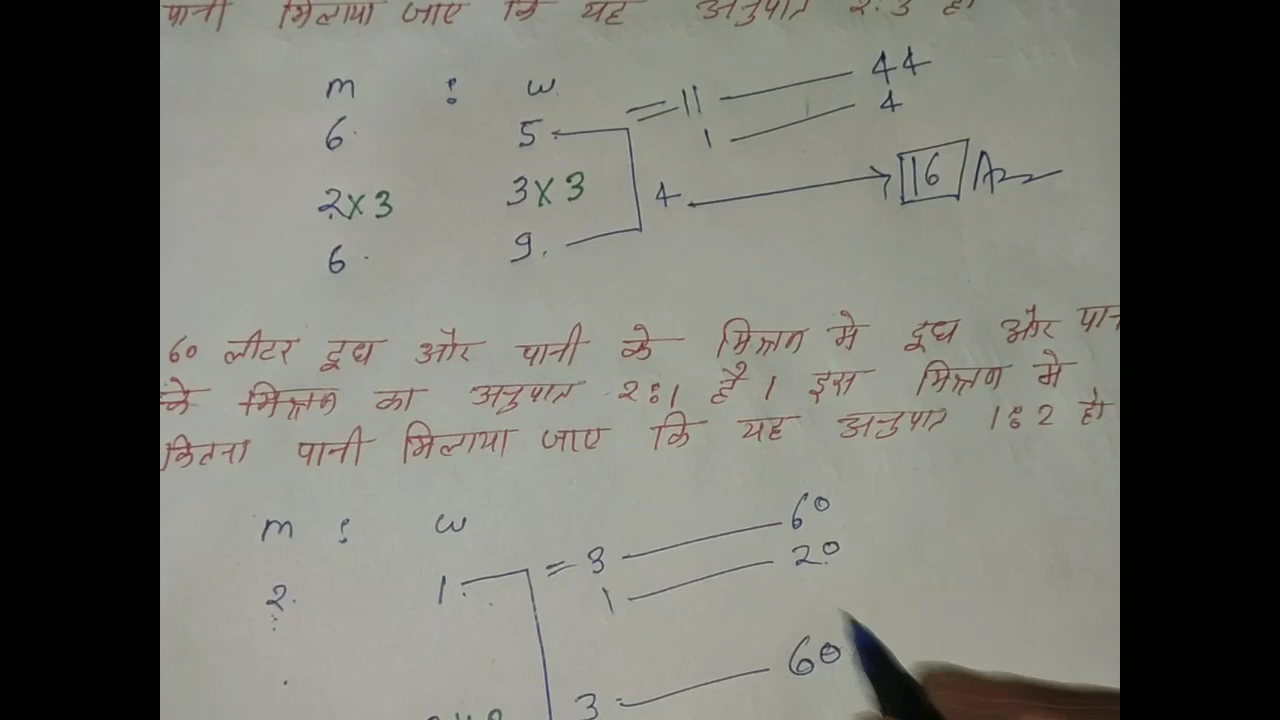 पानी मिलाया जाए कि यह अनुपात 2:3 हो
m : w
6 5 = 11 44
1 4
2x3 3x3 4 16 Ans
6 9
60 लीटर दूध और पानी के मिश्रण मे दूध और पान
के मिश्रण का अनुपात 2:1 है । इस मिश्रण मे
कितना पानी मिलाया जाए कि यह अनुपात 1:2 हो
m : w
2 1 = 3 60
1 20
3 60